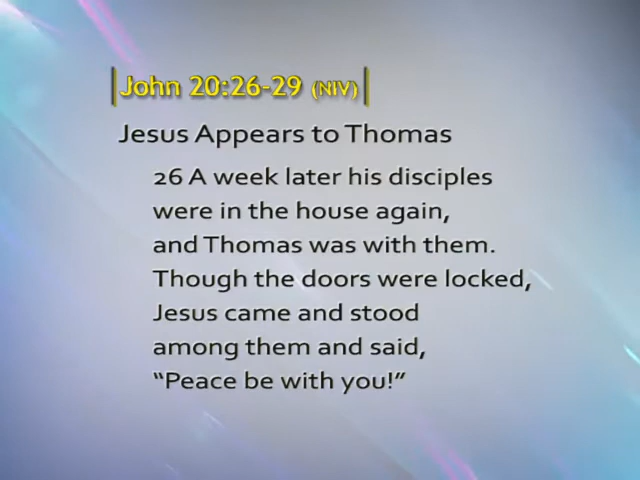 John 20:26-29 (NIV)
Jesus Appears to Thomas
26 A week later his disciples
were in the house again,
and Thomas was with them.
Though the doors were locked,
Jesus came and stood
among them and said,
“Peace be with you!”